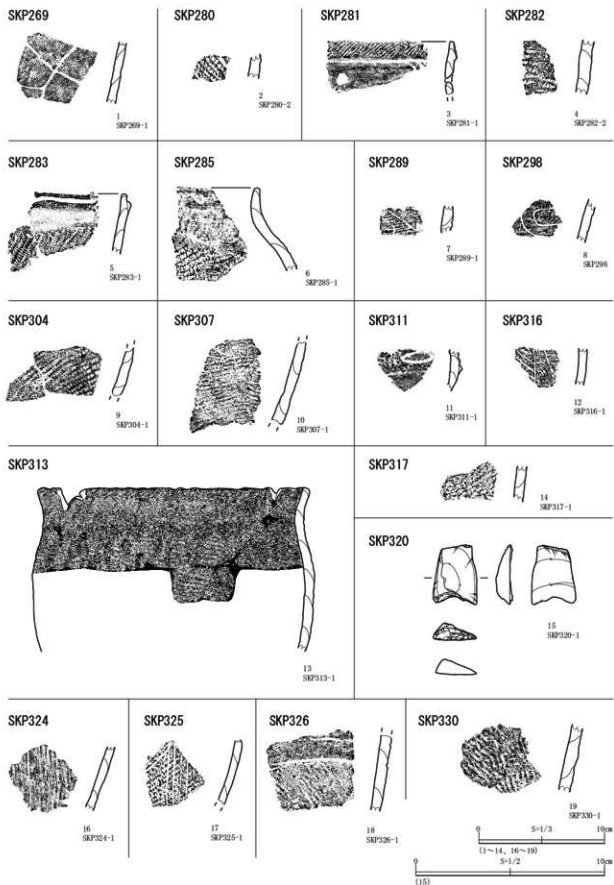 SKP269
SKP280
SKP281
SKP282
1
SKP269-1
2
SKP280-2
3
SKP281-1
4
SKP282-2
SKP283
SKP285
SKP289
SKP298
5
SKP283-1
6
SKP285-1
7
SKP289-1
8
SKP298
SKP304
SKP307
SKP311
SKP316
9
SKP304-1
10
SKP307-1
11
SKP311-1
12
SKP316-1
SKP313
13
SKP313-1
SKP317
14
SKP317-1
SKP320
15
SKP320-1
SKP324
SKP325
SKP326
SKP330
16
SKP324-1
17
SKP325-1
18
SKP326-1
19
SKP330-1
0 S=1/3 10cm
(1～14, 16～19)
0 S=1/2 10cm
(15)